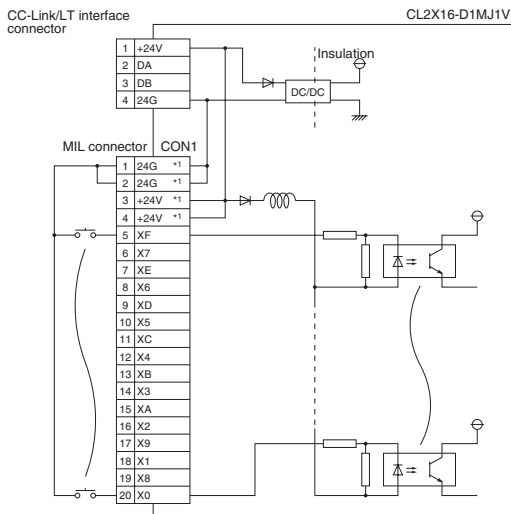 CC-Link/LT interface
connector
CL2X16-D1MJ1V
1 +24V
2 DA
3 DB
4 24G
Insulation
DC/DC
MIL connector CON1
1 24G *1
2 24G *1
3 +24V *1
4 +24V *1
5 XF
6 X7
7 XE
8 X6
9 XD
10 X5
11 XC
12 X4
13 XB
14 X3
15 XA
16 X2
17 X9
18 X1
19 X8
20 X0